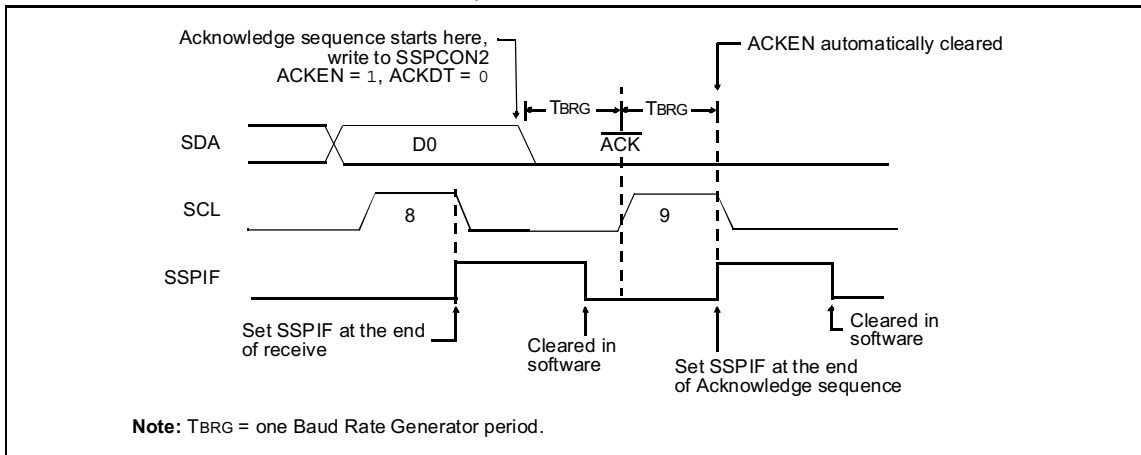 Acknowledge sequence starts here,
write to SSPCON2
ACKEN = 1, ACKDT = 0
ACKEN automatically cleared
TBRG
TBRG
SDA
D0
ACK
SCL
8
9
SSPIF
Set SSPIF at the end
of receive
Cleared in
software
Set SSPIF at the end
of Acknowledge sequence
Cleared in
software
Note: TBRG = one Baud Rate Generator period.